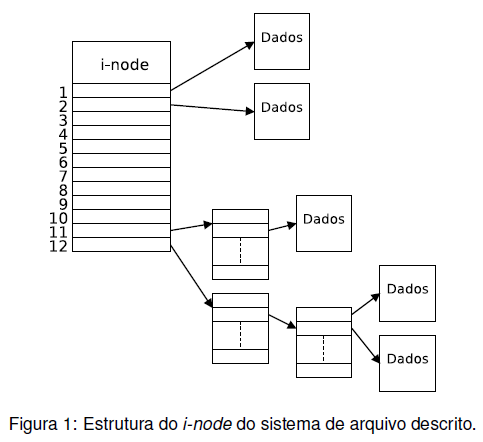 Dados
i-node
1
2
Dados
3
4
5
6
7
8
9
10
11
12
Dados
Dados
Dados
Figura 1: Estrutura do i-node do sistema de arquivo descrito.